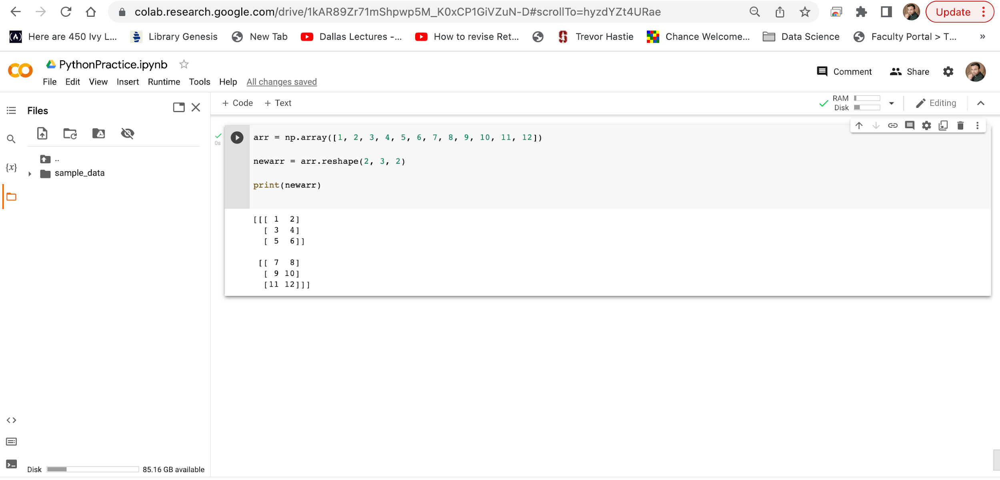 colab.research.google.com/drive/1kAR89Zr71mShpwp5M_K0xCP1GiVZuN-D#scrollTo=hyzdYZt4URae
Update
Here are 450 Ivy L...
Library Genesis
New Tab
Dallas Lectures -...
How to revise Ret...
Trevor Hastie
Chance Welcome...
Data Science
Faculty Portal > T...
»
PythonPractice.ipynb
File Edit View Insert Runtime Tools Help All changes saved
Comment
Share
Files
+ Code + Text
RAM
Disk
Editing
..
sample_data
{x}
0s
arr = np.array([1, 2, 3, 4, 5, 6, 7, 8, 9, 10, 11, 12])
newarr = arr.reshape(2, 3, 2)
print(newarr)
[[[ 1  2]
  [ 3  4]
  [ 5  6]]
 [[ 7  8]
  [ 9 10]
  [11 12]]]
Disk
85.16 GB available